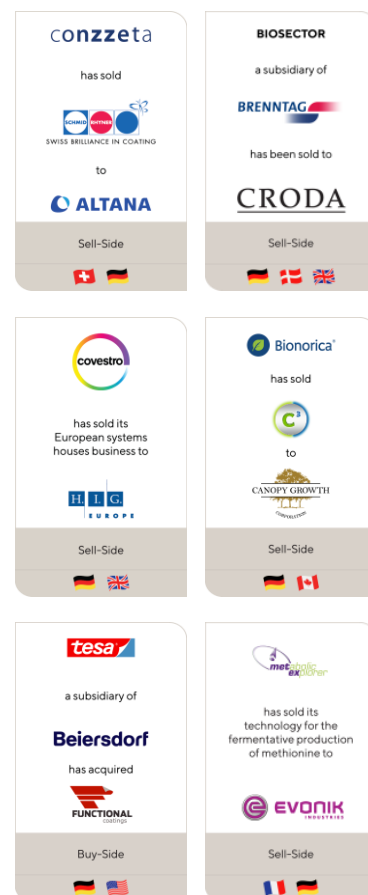 conzzeta
has sold
SCHMID RHYNER
SWISS BRILLIANCE IN COATING
to
ALTANA
Sell-Side
BIOSECTOR
a subsidiary of
BRENNTAG
has been sold to
CRODA
Sell-Side
covestro
has sold its
European systems
houses business to
H.I.G.
EUROPE
Sell-Side
Bionorica®
has sold
C³
to
CANOPY GROWTH
CORPORATION
Sell-Side
tesa
a subsidiary of
Beiersdorf
has acquired
FUNCTIONAL
coatings
Buy-Side
metabolic
explorer
has sold its
technology for the
fermentative production
of methionine to
EVONIK
INDUSTRIES
Sell-Side